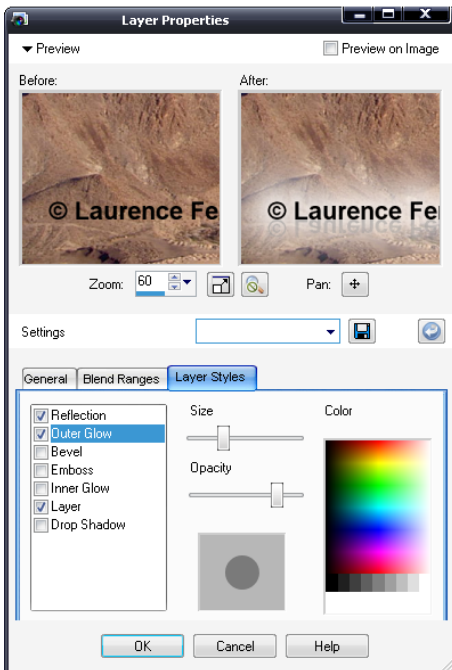 Layer Properties
Preview
Preview on Image
Before:
After:
© Laurence Fe
© Laurence Fe
Zoom: 60
Pan:
Settings
General
Blend Ranges
Layer Styles
Reflection
Outer Glow
Bevel
Emboss
Inner Glow
Layer
Drop Shadow
Size
Opacity
Color
OK
Cancel
Help